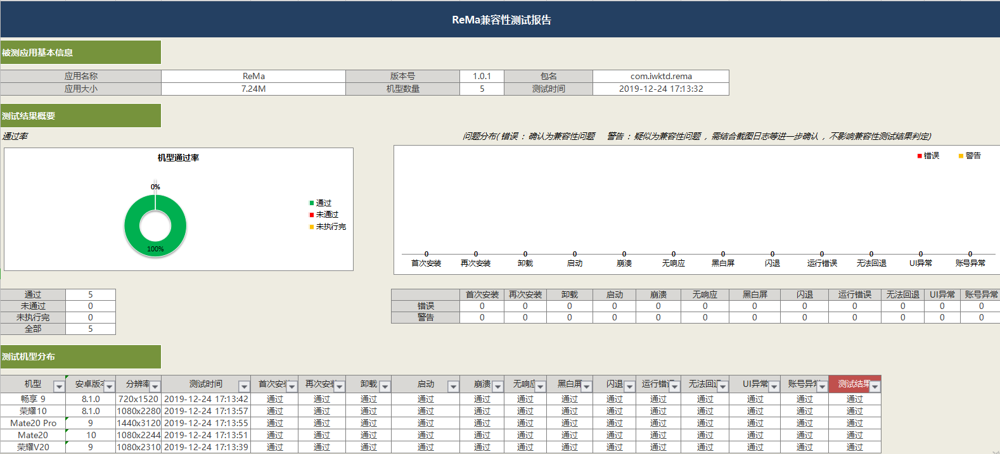 ReMa兼容性测试报告
被测应用基本信息
应用名称 ReMa 版本号 1.0.1 包名 com.iwktd.rema
应用大小 7.24M 机型数量 5 测试时间 2019-12-24 17:13:32
测试结果概要
通过率
问题分布( 错误 : 确认为兼容性问题 警告 : 疑似为兼容性问题 , 需结合截图日志等进一步确认 , 不影响兼容性测试结果判定)
机型通过率
0%
100%
通过
未通过
未执行完
错误 警告
0 0 0 0 0 0 0 0 0 0 0 0
首次安装 再次安装 卸载 启动 崩溃 无响应 黑白屏 闪退 运行错误 无法回退 UI异常 账号异常
通过 5
未通过 0
未执行完 0
全部 5
首次安装 再次安装 卸载 启动 崩溃 无响应 黑白屏 闪退 运行错误 无法回退 UI异常 账号异常
错误 0 0 0 0 0 0 0 0 0 0 0 0
警告 0 0 0 0 0 0 0 0 0 0 0 0
测试机型分布
机型 安卓版本 分辨率 测试时间 首次安装 再次安装 卸载 启动 崩溃 无响应 黑白屏 闪退 运行错误 无法回退 UI异常 账号异常 测试结果
畅享 9 8.1.0 720x1520 2019-12-24 17:13:42 通过 通过 通过 通过 通过 通过 通过 通过 通过 通过 通过 通过 通过
荣耀10 8.1.0 1080x2280 2019-12-24 17:13:57 通过 通过 通过 通过 通过 通过 通过 通过 通过 通过 通过 通过 通过
Mate20 Pro 9 1440x3120 2019-12-24 17:13:55 通过 通过 通过 通过 通过 通过 通过 通过 通过 通过 通过 通过 通过
Mate20 10 1080x2244 2019-12-24 17:13:51 通过 通过 通过 通过 通过 通过 通过 通过 通过 通过 通过 通过 通过
荣耀V20 9 1080x2310 2019-12-24 17:13:39 通过 通过 通过 通过 通过 通过 通过 通过 通过 通过 通过 通过 通过